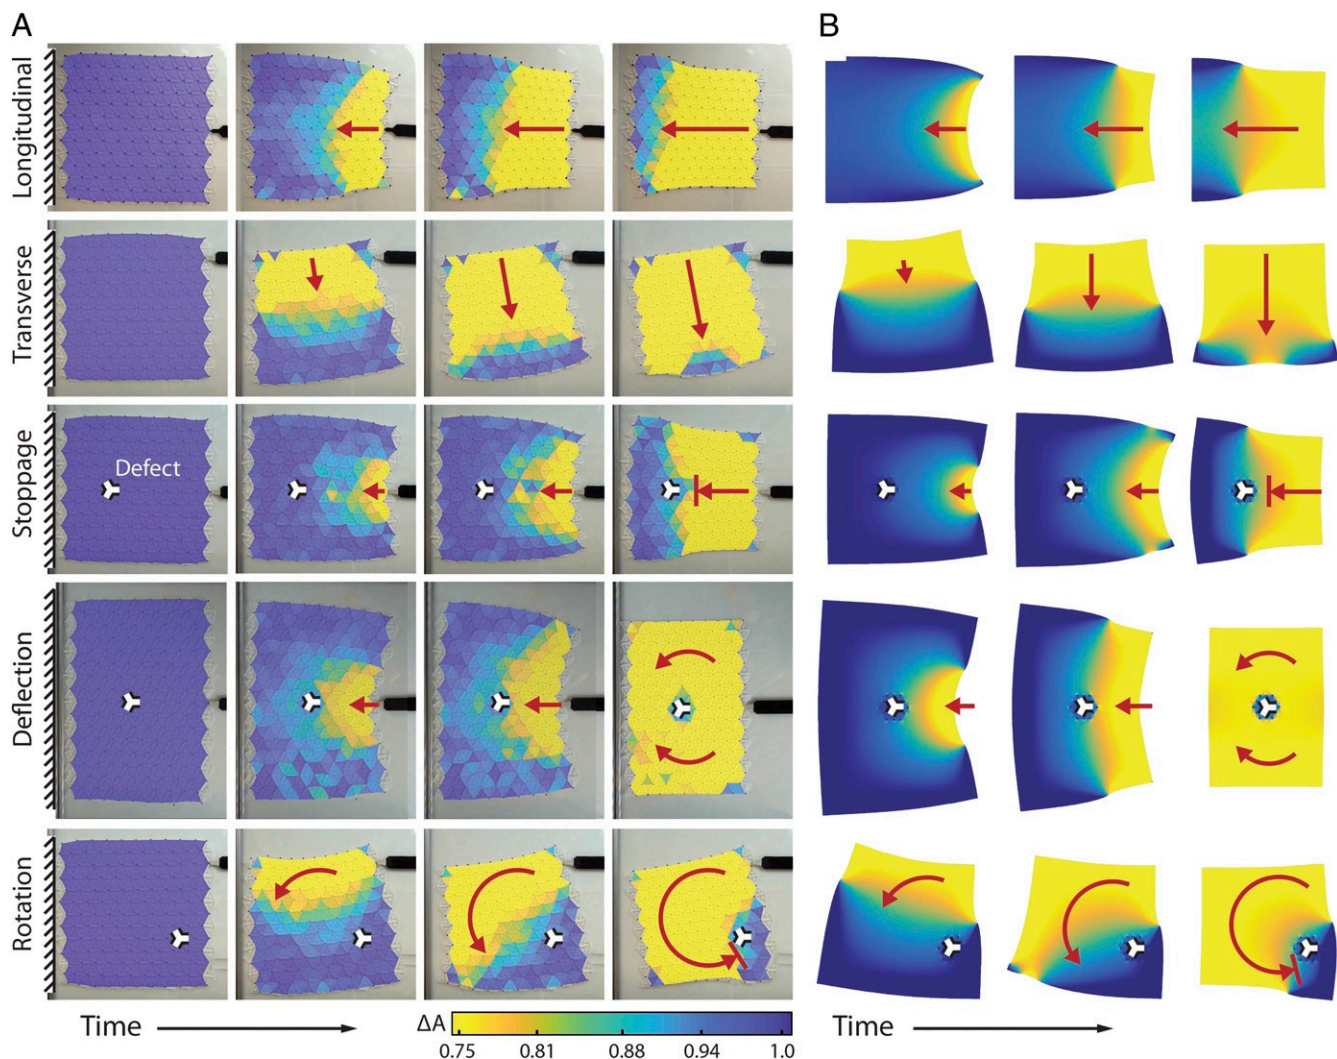 A
B
Longitudinal
Transverse
Stoppage
Defect
Deflection
Rotation
Time
ΔA
0.75 0.81 0.88 0.94 1.0
Time